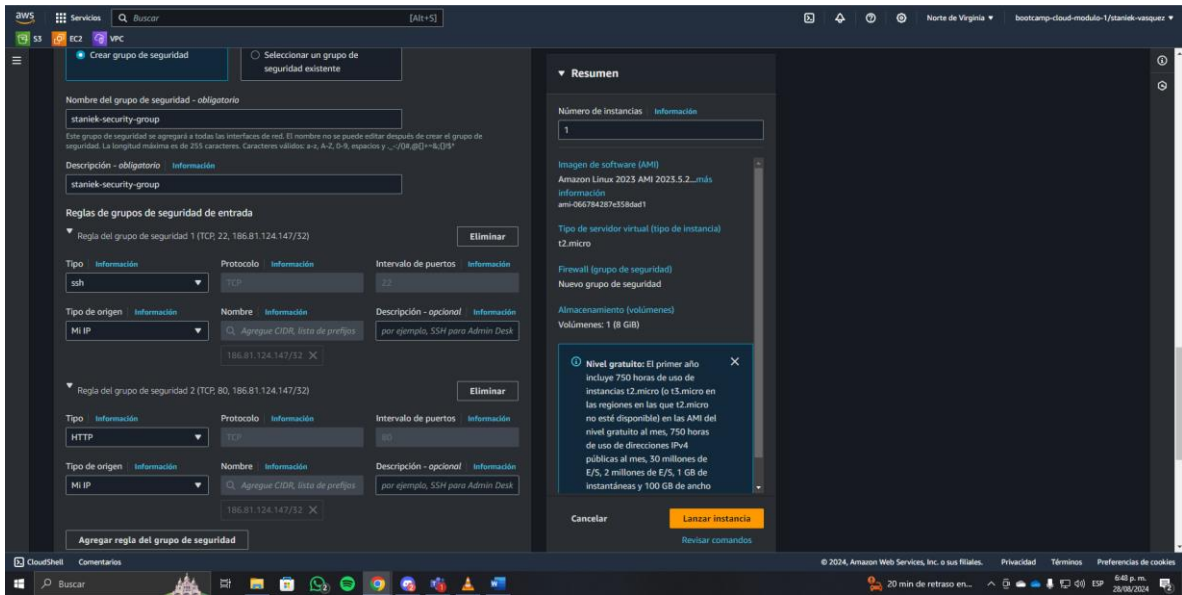 aws
Servicios
Buscar
[Alt+S]
Norte de Virginia
bootcamp-cloud-modulo-1/staniek-vasquez
S3
EC2
VPC
Crear grupo de seguridad
Seleccionar un grupo de
seguridad existente
Nombre del grupo de seguridad - obligatorio
staniek-security-group
Este grupo de seguridad se agregará a todas las interfaces de red. El nombre no se puede editar después de crear el grupo de
seguridad. La longitud máxima es de 255 caracteres. Caracteres válidos: a-z, A-Z, 0-9, espacios y
Descripción - obligatorio Información
staniek-security-group
Reglas de grupos de seguridad de entrada
Regla del grupo de seguridad 1 (TCP, 22, 186.81.124.147/32)
Eliminar
Tipo Información
Protocolo Información
Intervalo de puertos Información
ssh
TCP
22
Tipo de origen Información
Nombre Información
Descripción - opcional Información
Mi IP
Agregue CIDR, lista de prefijos
por ejemplo, SSH para Admin Desk
186.81.124.147/32
Regla del grupo de seguridad 2 (TCP, 80, 186.81.124.147/32)
Eliminar
Tipo Información
Protocolo Información
Intervalo de puertos Información
HTTP
TCP
80
Tipo de origen Información
Nombre Información
Descripción - opcional Información
Mi IP
Agregue CIDR, lista de prefijos
por ejemplo, SSH para Admin Desk
186.81.124.147/32
Agregar regla del grupo de seguridad
Resumen
Número de instancias Información
1
Imagen de software (AMI)
Amazon Linux 2023 AMI 2023.5.2...más
información
ami-066784287e358dad1
Tipo de servidor virtual (tipo de instancia)
t2.micro
Firewall (grupo de seguridad)
Nuevo grupo de seguridad
Almacenamiento (volúmenes)
Volúmenes: 1 (8 GiB)
Nivel gratuito: El primer año
incluye 750 horas de uso de
instancias t2.micro (o t3.micro en
las regiones en las que t2.micro
no esté disponible) en las AMI del
nivel gratuito al mes, 750 horas
de uso de direcciones IPv4
públicas al mes, 30 millones de
E/S, 2 millones de E/S, 1 GB de
instantáneas y 100 GB de ancho
Cancelar
Lanzar instancia
Revisar comandos
CloudShell
Comentarios
© 2024, Amazon Web Services, Inc. o sus filiales.
Privacidad
Términos
Preferencias de cookies
Buscar
20 min de retraso en...
ESP
6:48 p. m.
28/08/2024